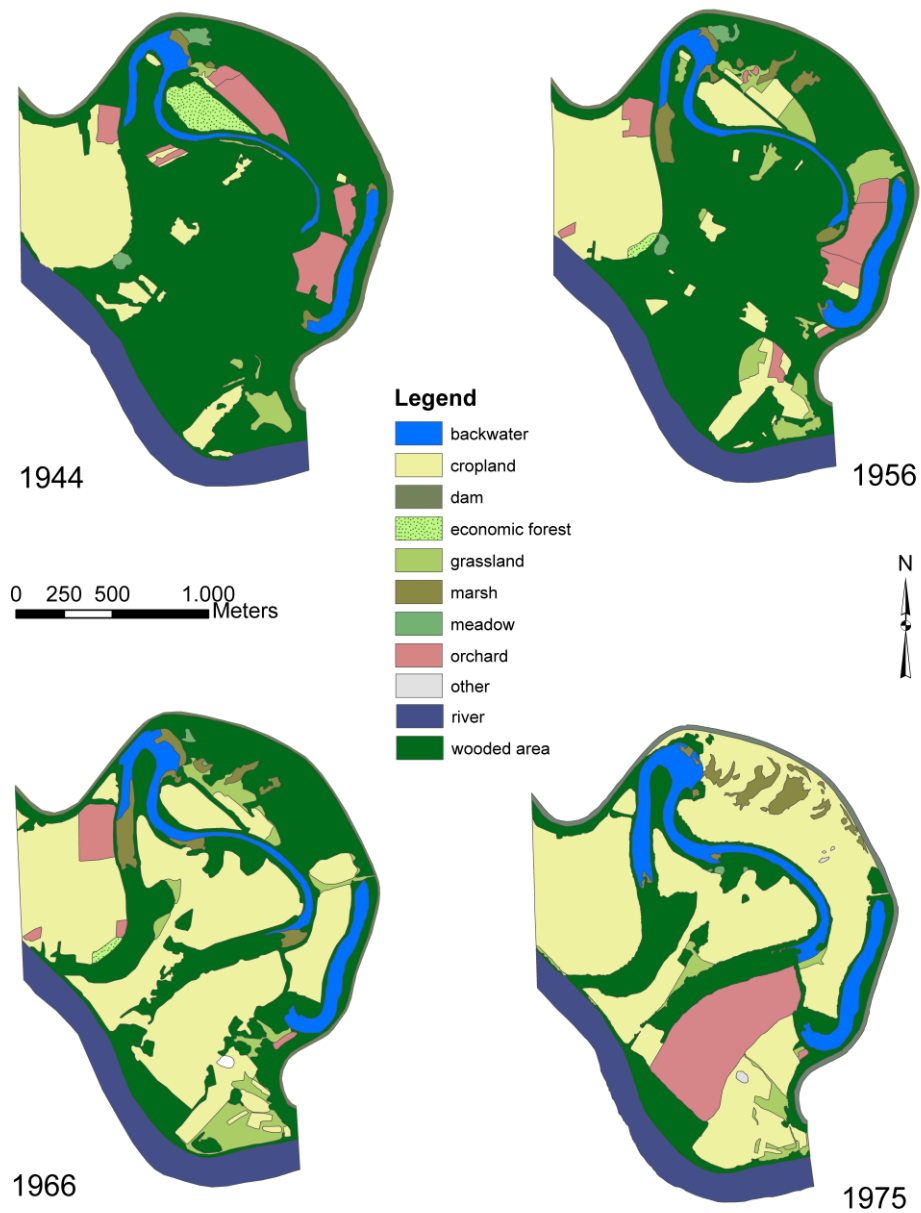 1944
1956
Legend
backwater
cropland
dam
economic forest
grassland
marsh
meadow
orchard
other
river
wooded area
0 250 500 1.000
Meters
N
1966
1975